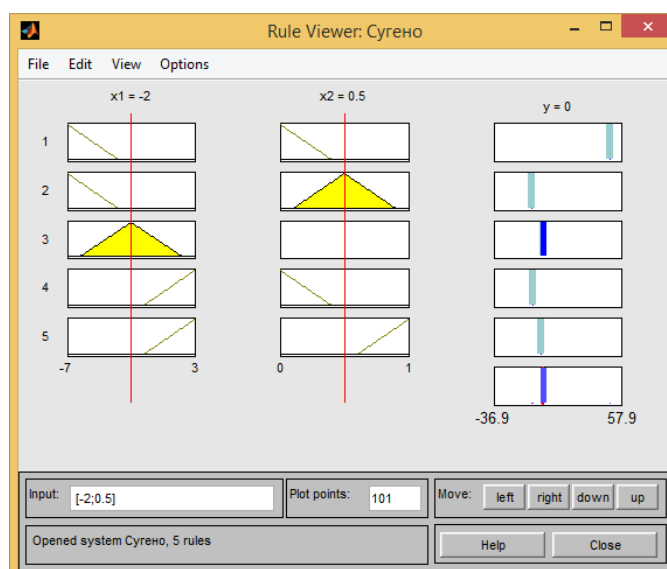 Rule Viewer: Сугено
File Edit View Options
x1 = -2 x2 = 0.5 y = 0
1
2
3
4
5
-7 3 0 1
-36.9 57.9
Input: [-2;0.5] Plot points: 101 Move: left right down up
Opened system Сугено, 5 rules Help Close